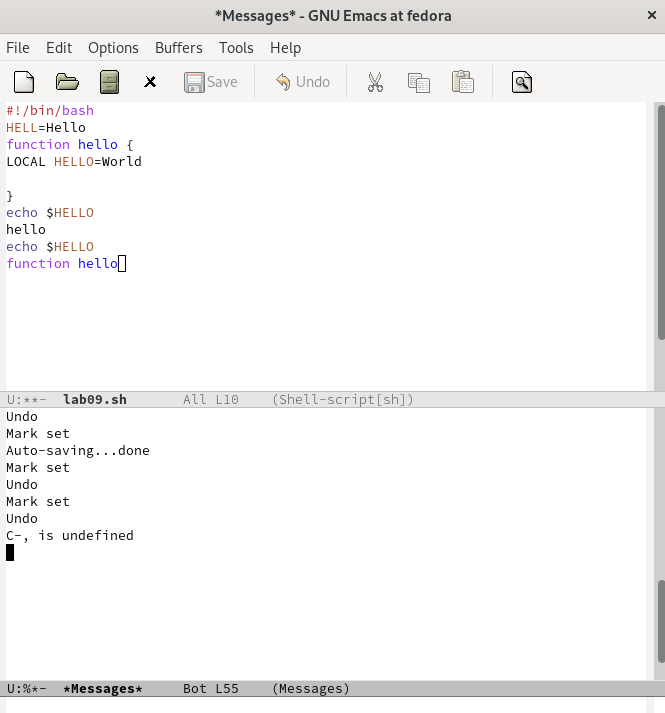 *Messages* - GNU Emacs at fedora
File Edit Options Buffers Tools Help
Save Undo
#!/bin/bash
HELL=Hello
function hello {
LOCAL HELLO=World
}
echo $HELLO
hello
echo $HELLO
function hello
U:**- lab09.sh All L10 (Shell-script[sh])
Undo
Mark set
Auto-saving...done
Mark set
Undo
Mark set
Undo
C-, is undefined
U:%*- *Messages* Bot L55 (Messages)